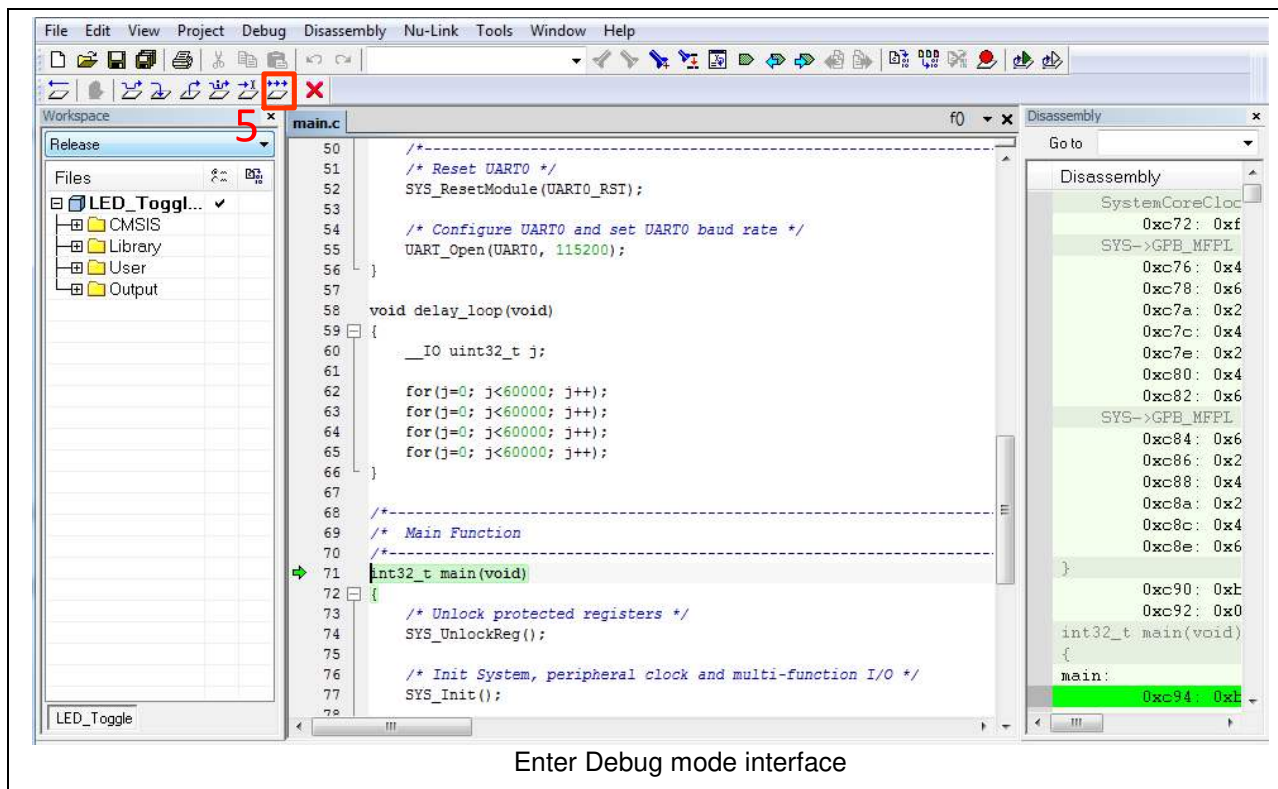 File Edit View Project Debug Disassembly Nu-Link Tools Window Help
5
Workspace
Release
Files
LED_Toggl...
CMSIS
Library
User
Output
LED_Toggle
main.c
f()
50 /*-----------------------------------------------------------------
51 /* Reset UART0 */
52 SYS_ResetModule(UART0_RST);
53
54 /* Configure UART0 and set UART0 baud rate */
55 UART_Open(UART0, 115200);
56 }
57
58 void delay_loop(void)
59 {
60 __IO uint32_t j;
61
62 for(j=0; j<60000; j++);
63 for(j=0; j<60000; j++);
64 for(j=0; j<60000; j++);
65 for(j=0; j<60000; j++);
66 }
67
68 /*-----------------------------------------------------------------
69 /* Main Function
70 /*-----------------------------------------------------------------
71 int32_t main(void)
72 {
73 /* Unlock protected registers */
74 SYS_UnlockReg();
75
76 /* Init System, peripheral clock and multi-function I/O */
77 SYS_Init();
78
Disassembly
Go to
Disassembly
SystemCoreCloc
0xc72: 0xf
SYS->GPB_MFPL
0xc76: 0x4
0xc78: 0x6
0xc7a: 0x2
0xc7c: 0x4
0xc7e: 0x2
0xc80: 0x4
0xc82: 0x6
SYS->GPB_MFPL
0xc84: 0x6
0xc86: 0x2
0xc88: 0x4
0xc8a: 0x2
0xc8c: 0x4
0xc8e: 0x6
}
0xc90: 0xb
0xc92: 0x0
int32_t main(void)
{
main:
0xc94: 0xb
Enter Debug mode interface